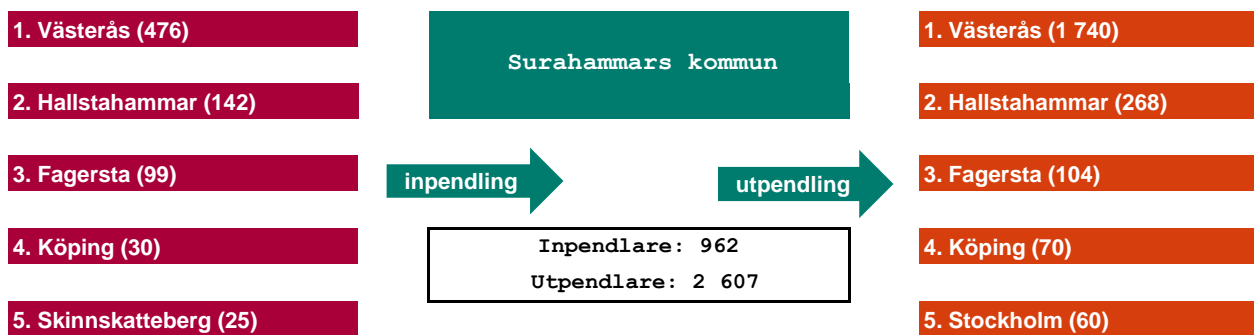 1. Västerås (476)
2. Hallstahammar (142)
3. Fagersta (99)
4. Köping (30)
5. Skinnskatteberg (25)
Surahammars kommun
inpendling
utpendling
Inpendlare: 962
Utpendlare: 2 607
1. Västerås (1 740)
2. Hallstahammar (268)
3. Fagersta (104)
4. Köping (70)
5. Stockholm (60)